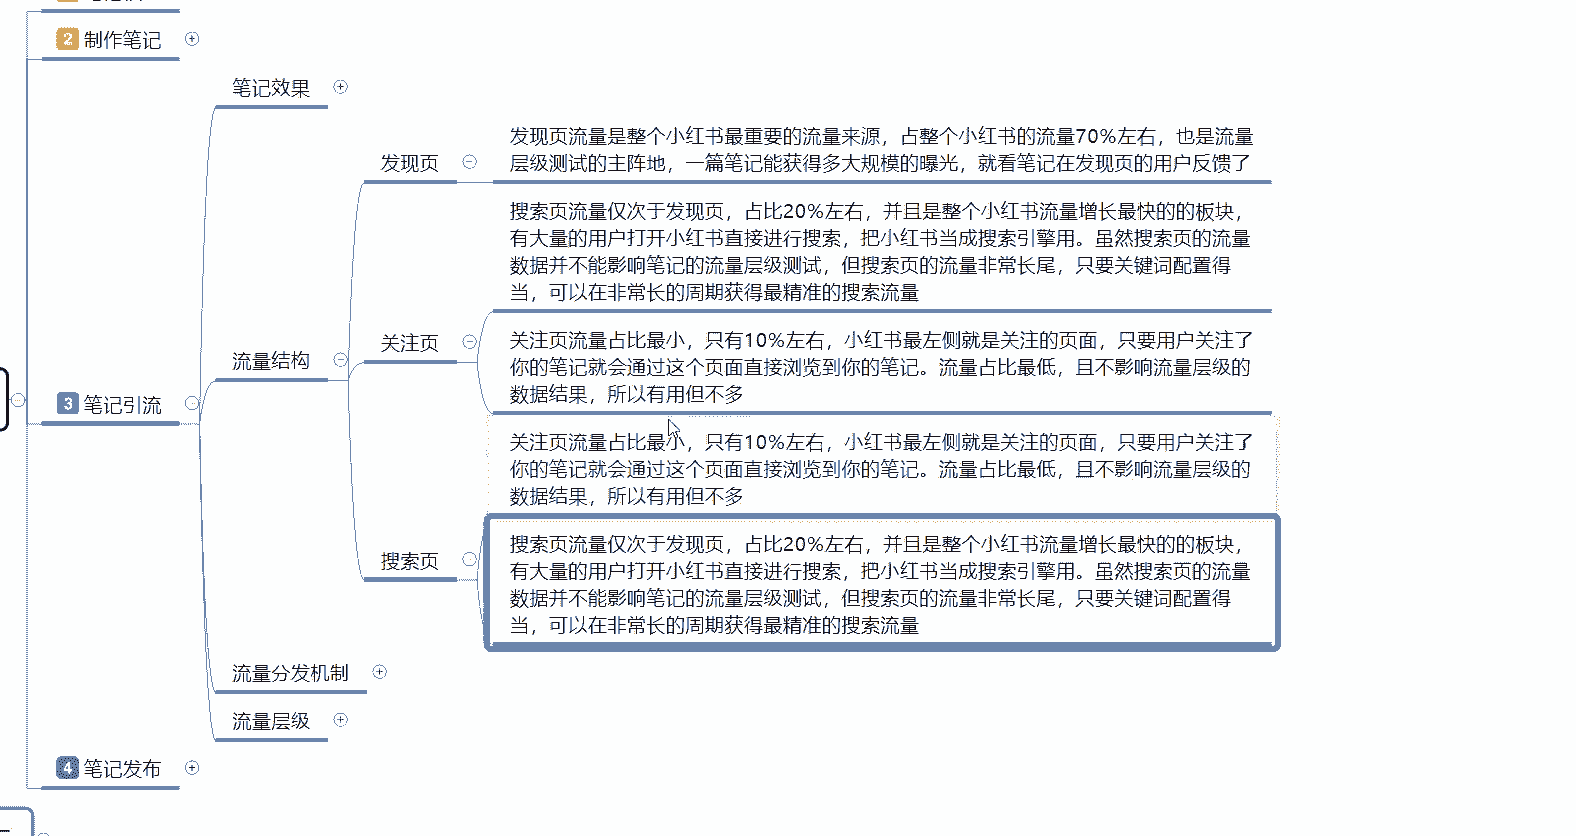 2 制作笔记
笔记效果
发现页流量是整个小红书最重要的流量来源，占整个小红书的流量70%左右，也是流量
发现页
层级测试的主阵地，一篇笔记能获得多大规模的曝光，就看笔记在发现页的用户反馈了
搜索页流量仅次于发现页，占比20%左右，并且是整个小红书流量增长最快的的板块，
有大量的用户打开小红书直接进行搜索，把小红书当成搜索引擎用。虽然搜索页的流量
数据并不能影响笔记的流量层级测试，但搜索页的流量非常长尾，只要关键词配置得
当，可以在非常长的周期获得最精准的搜索流量
关注页
关注页流量占比最小，只有10%左右，小红书最左侧就是关注的页面，只要用户关注了
流量结构
你的笔记就会通过这个页面直接浏览到你的笔记。流量占比最低，且不影响流量层级的
数据结果，所以有用但不多
3 笔记引流
关注页流量占比最小，只有10%左右，小红书最左侧就是关注的页面，只要用户关注了
你的笔记就会通过这个页面直接浏览到你的笔记。流量占比最低，且不影响流量层级的
数据结果，所以有用但不多
搜索页流量仅次于发现页，占比20%左右，并且是整个小红书流量增长最快的的板块，
搜索页
有大量的用户打开小红书直接进行搜索，把小红书当成搜索引擎用。虽然搜索页的流量
数据并不能影响笔记的流量层级测试，但搜索页的流量非常长尾，只要关键词配置得
当，可以在非常长的周期获得最精准的搜索流量
流量分发机制
流量层级
4 笔记发布